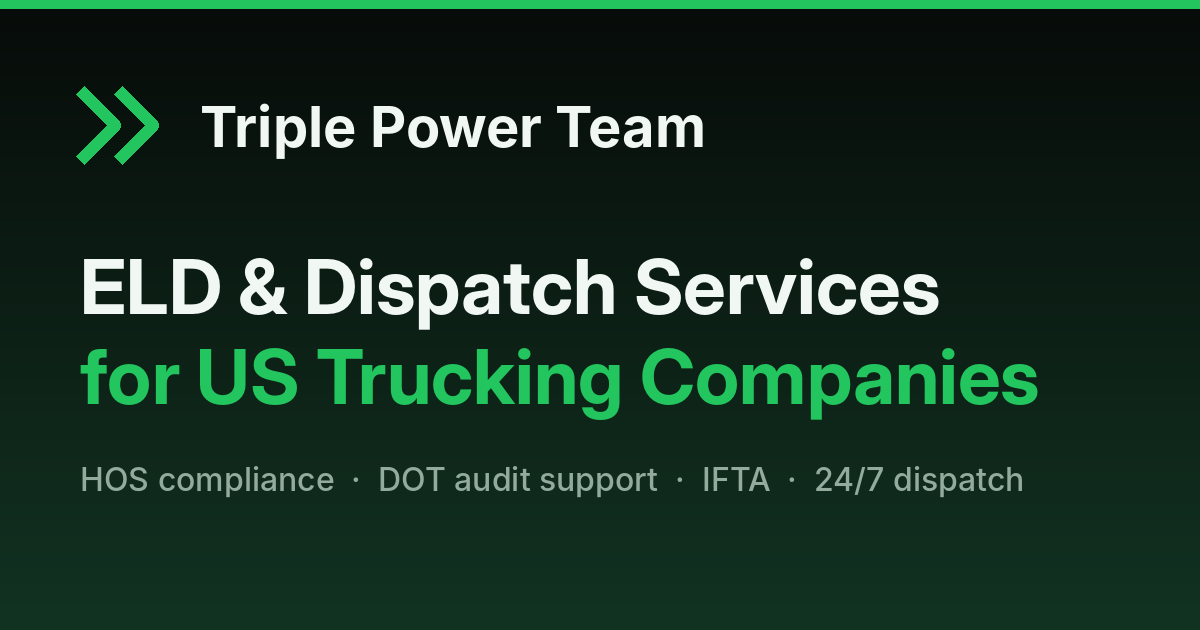 Triple Power Team
ELD & Dispatch Services
for US Trucking Companies
HOS compliance · DOT audit support · IFTA · 24/7 dispatch